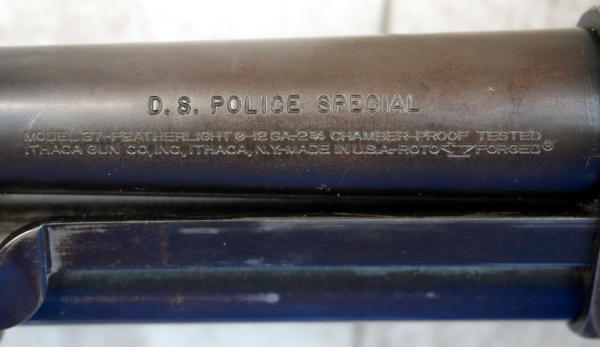 D.S. POLICE SPECIAL
MODEL 37-FEATHERLIGHT®-12 GA-2¾ CHAMBER-PROOF TESTED
ITHACA GUN CO, INC, ITHACA, N.Y.-MADE IN U.S.A.-ROTO FORGED®